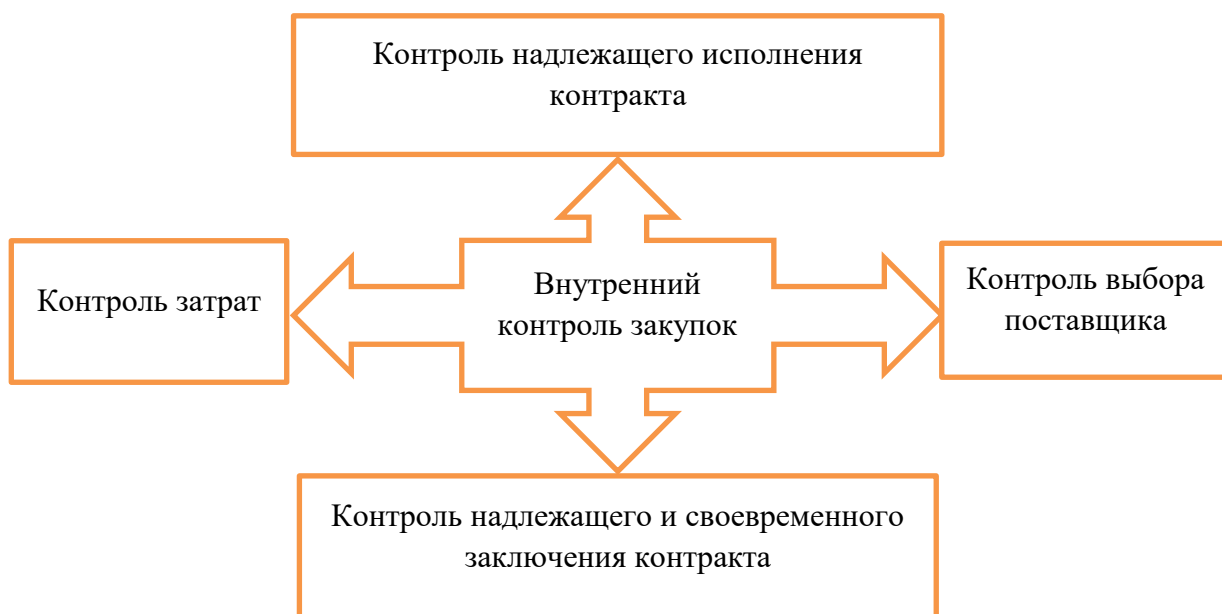 Контроль надлежащего исполнения
контракта
Контроль затрат
Внутренний
контроль закупок
Контроль выбора
поставщика
Контроль надлежащего и своевременного
заключения контракта